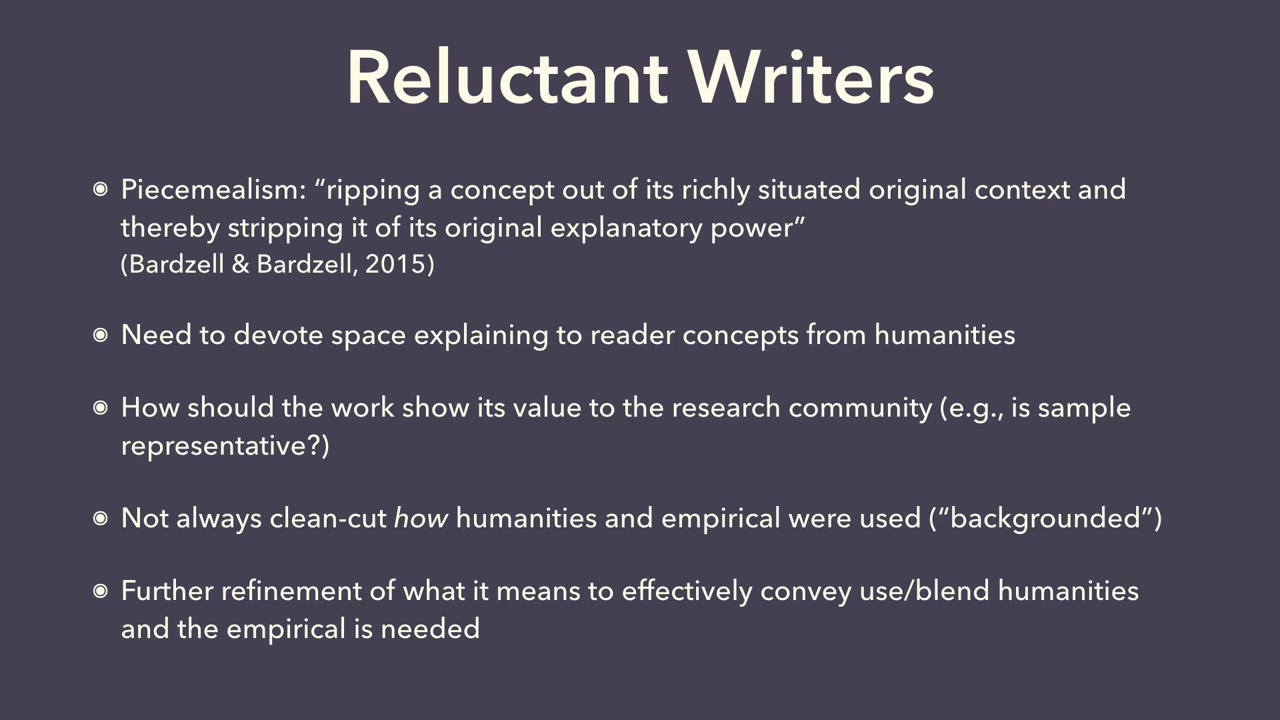 Reluctant Writers
◉ Piecemealism: “ripping a concept out of its richly situated original context and
thereby stripping it of its original explanatory power”
(Bardzell & Bardzell, 2015)
◉ Need to devote space explaining to reader concepts from humanities
◉ How should the work show its value to the research community (e.g., is sample
representative?)
◉ Not always clean-cut how humanities and empirical were used (“backgrounded”)
◉ Further refinement of what it means to effectively convey use/blend humanities
and the empirical is needed